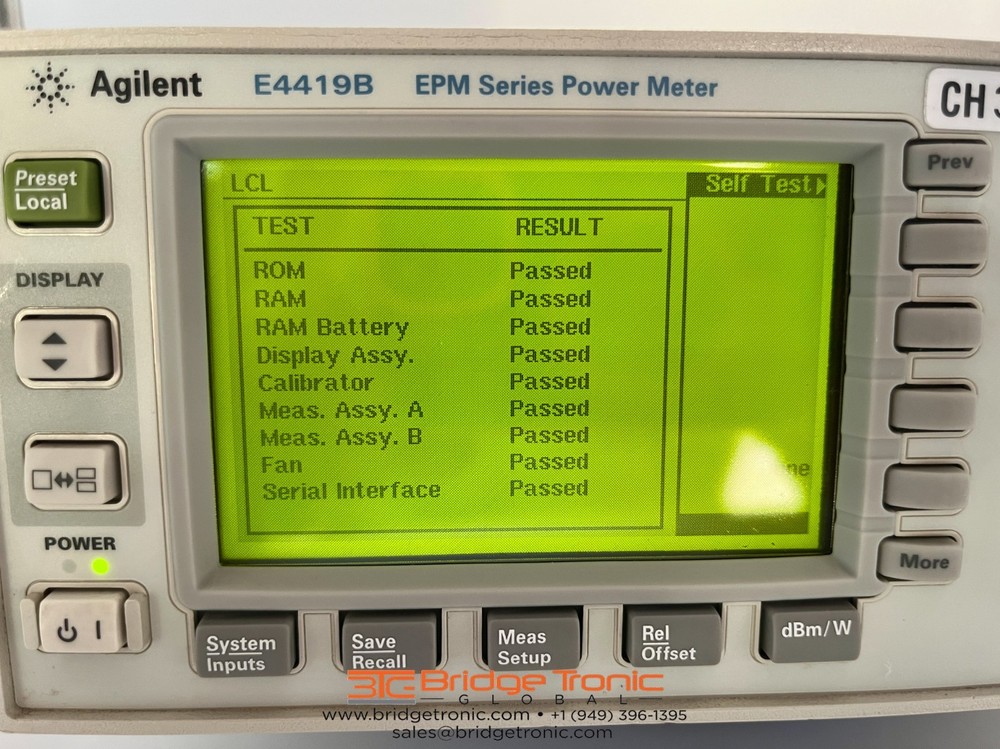 Agilent E4419B EPM Series Power Meter
CH 3
Preset
Local
Prev
LCL
Self Test
TEST RESULT
ROM Passed
RAM Passed
RAM Battery Passed
Display Assy. Passed
Calibrator Passed
Meas. Assy. A Passed
Meas. Assy. B Passed
Fan Passed
Serial Interface Passed
DISPLAY
POWER
More
System
Inputs
Save
Recall
Meas
Setup
Rel
Offset
dBm/W
BTG Bridge Tronic
GLOBAL
www.bridgetronic.com • +1 (949) 396-1395
sales@bridgetronic.com